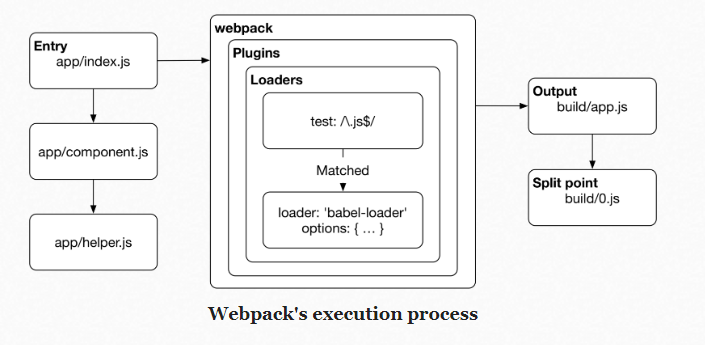 Entry
app/index.js
app/component.js
app/helper.js
webpack
Plugins
Loaders
test: /\.js$/
Matched
loader: 'babel-loader'
options: { ... }
Output
build/app.js
Split point
build/0.js
Webpack's execution process